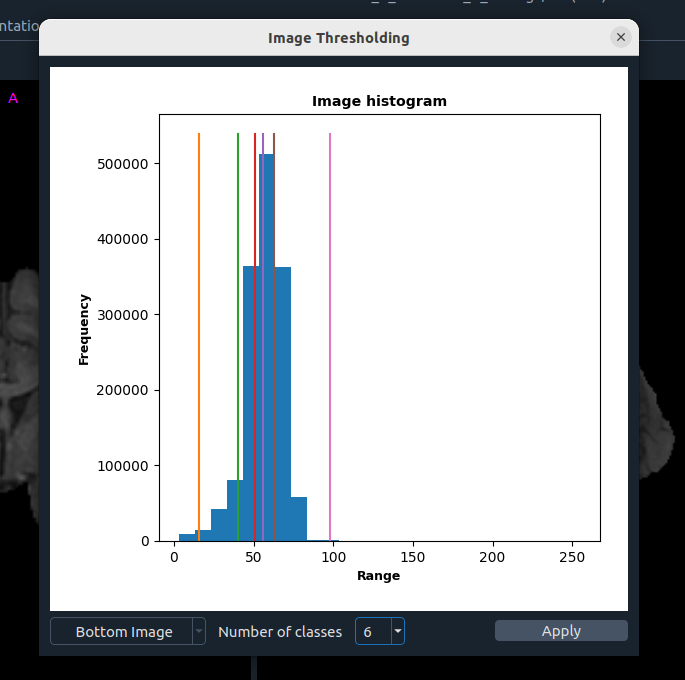 ntatio
Image Thresholding
A
Image histogram
500000
400000
300000
200000
100000
0
Frequency
0 50 100 150 200 250
Range
Bottom Image Number of classes 6 Apply